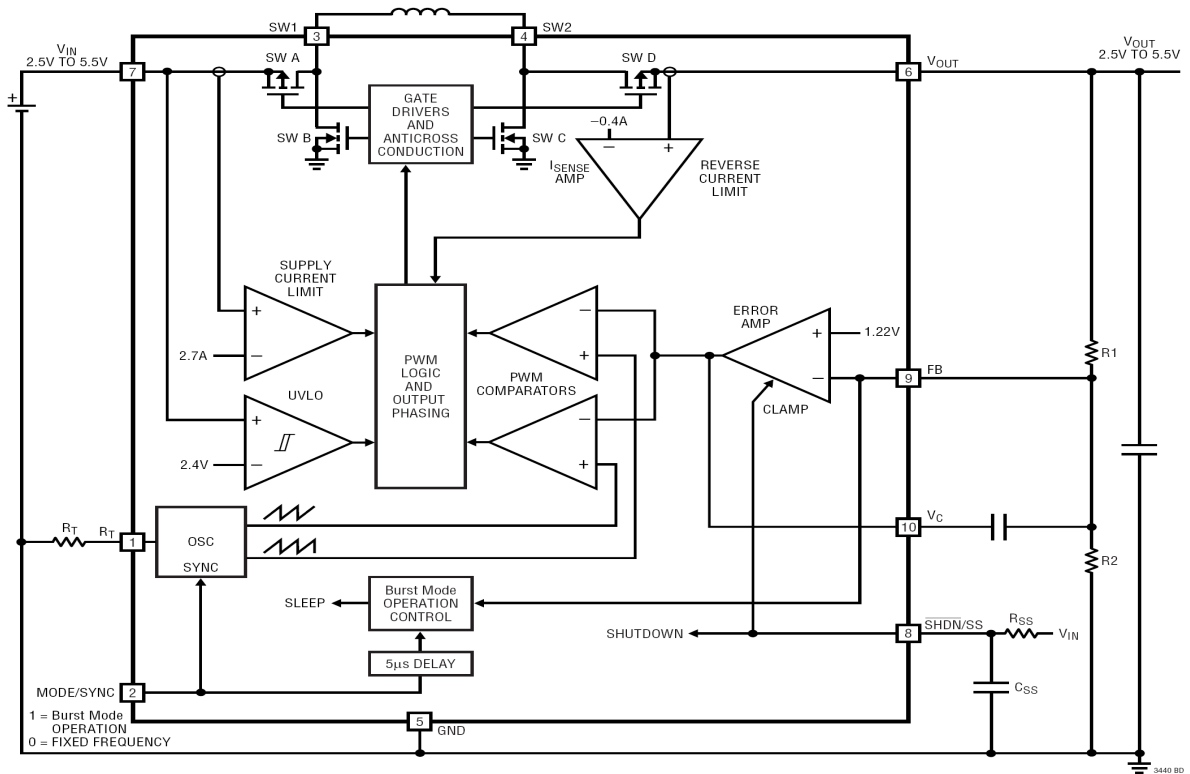 SW1
3
4
SW2
VIN
2.5V TO 5.5V
7
SW A
SW D
6
VOUT
VOUT
2.5V TO 5.5V
+
GATE
DRIVERS
AND
ANTICROSS
CONDUCTION
SW B
SW C
–0.4A
–
+
ISENSE
AMP
REVERSE
CURRENT
LIMIT
SUPPLY
CURRENT
LIMIT
+
2.7A
–
UVLO
+
2.4V
–
PWM
LOGIC
AND
OUTPUT
PHASING
–
+
PWM
COMPARATORS
–
+
ERROR
AMP
+
1.22V
–
CLAMP
9
FB
R1
RT
RT
1
OSC
SYNC
10
VC
R2
SLEEP
Burst Mode
OPERATION
CONTROL
SHUTDOWN
8
SHDN/SS
RSS
VIN
5µs DELAY
CSS
MODE/SYNC
2
1 = Burst Mode
OPERATION
0 = FIXED FREQUENCY
5
GND
3440 BD